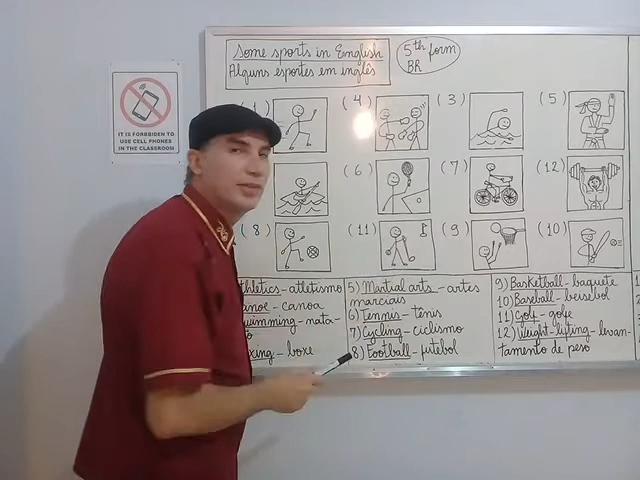 Some sports in English
Alguns esportes em inglês
5th form
BR
IT IS FORBIDDEN TO
USE CELL PHONES
IN THE CLASSROOM
(1) (4) (3) (5)
(6) (7) (12)
(8) (11) (9) (10)
thletics - atletismo
anoe - canoa
wimming - nata-
xing - boxe
5) Martial arts - artes
marciais
6) Tennis - tênis
7) Cycling - ciclismo
8) Football - futebol
9) Basketball - baquete
10) Baseball - beisebol
11) Golf - golfe
12) Weight-lifting - levan-
tamento de peso